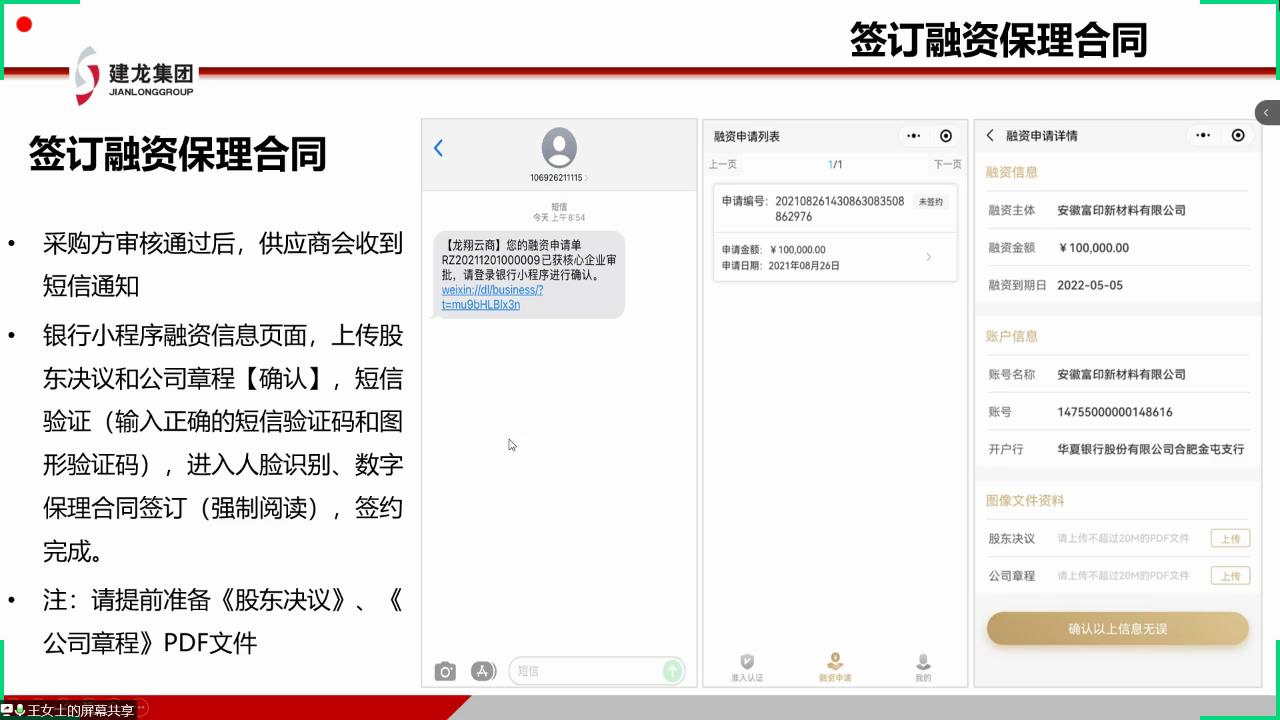 签订融资保理合同
建龙集团
JIANLONGGROUP
签订融资保理合同
• 采购方审核通过后，供应商会收到
短信通知
• 银行小程序融资信息页面，上传股
东决议和公司章程【确认】，短信
验证（输入正确的短信验证码和图
形验证码），进入人脸识别、数字
保理合同签订（强制阅读），签约
完成。
• 注：请提前准备《股东决议》、《
公司章程》PDF文件
106926211115
短信
今天 上午8:54
【龙翔云商】您的融资申请单
RZ20211201000009已获核心企业审
批，请登录银行小程序进行确认。
weixin://dl/business/?
t=mu9bHLBlx3n
短信
融资申请列表
上一页 1/1 下一页
申请编号： 202108261430863083508 未签约
862976
申请金额：￥100,000.00
申请日期：2021年08月26日
准入认证 融资申请 我的
融资申请详情
融资信息
融资主体 安徽富印新材料有限公司
融资金额 ￥100,000.00
融资到期日 2022-05-05
账户信息
账号名称 安徽富印新材料有限公司
账号 14755000000148616
开户行 华夏银行股份有限公司合肥金屯支行
图像文件资料
股东决议 请上传不超过20M的PDF文件 上传
公司章程 请上传不超过20M的PDF文件 上传
确认以上信息无误
王女士的屏幕共享